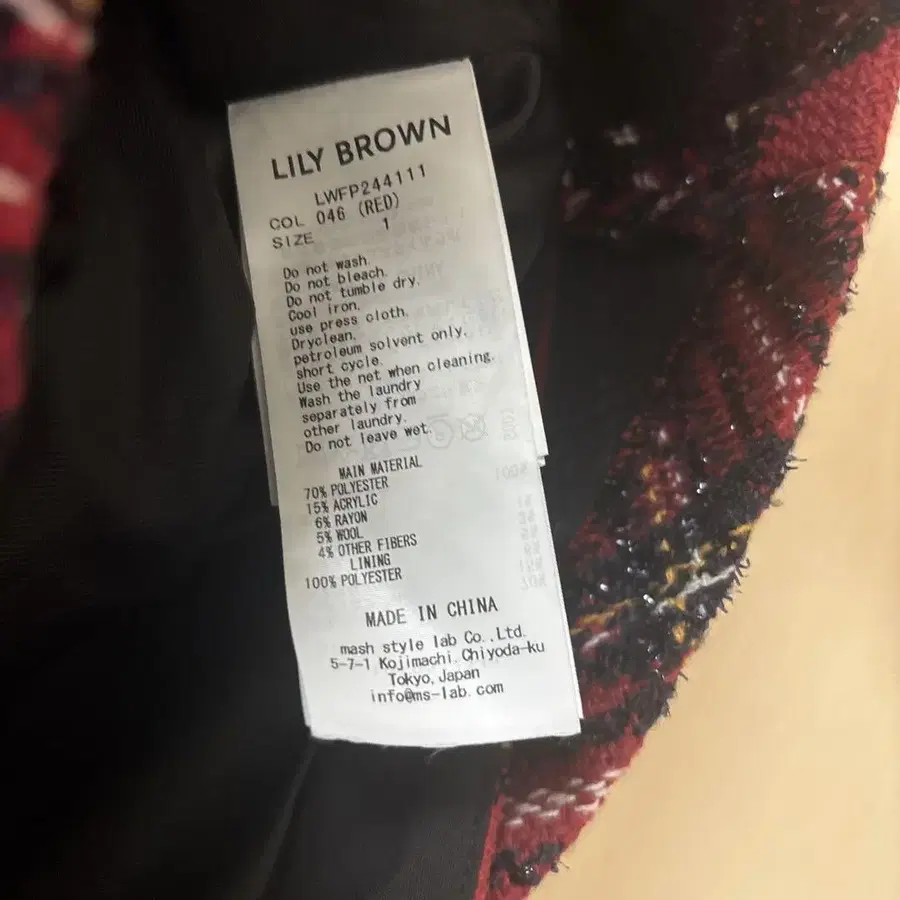 LILY BROWN
LWFP244111
COL 046 (RED)
SIZE 1
Do not wash.
Do not bleach.
Do not tumble dry.
Cool iron.
use press cloth.
Dryclean.
petroleum solvent only.
short cycle.
Use the net when cleaning.
Wash the laundry
separately from
other laundry.
Do not leave wet.
MAIN MATERIAL
70% POLYESTER
15% ACRYLIC
6% RAYON
5% WOOL
4% OTHER FIBERS
LINING
100% POLYESTER
MADE IN CHINA
mash style lab Co.,Ltd.
5-7-1 Kojimachi.Chiyoda-ku
Tokyo,Japan
info@ms-lab.com